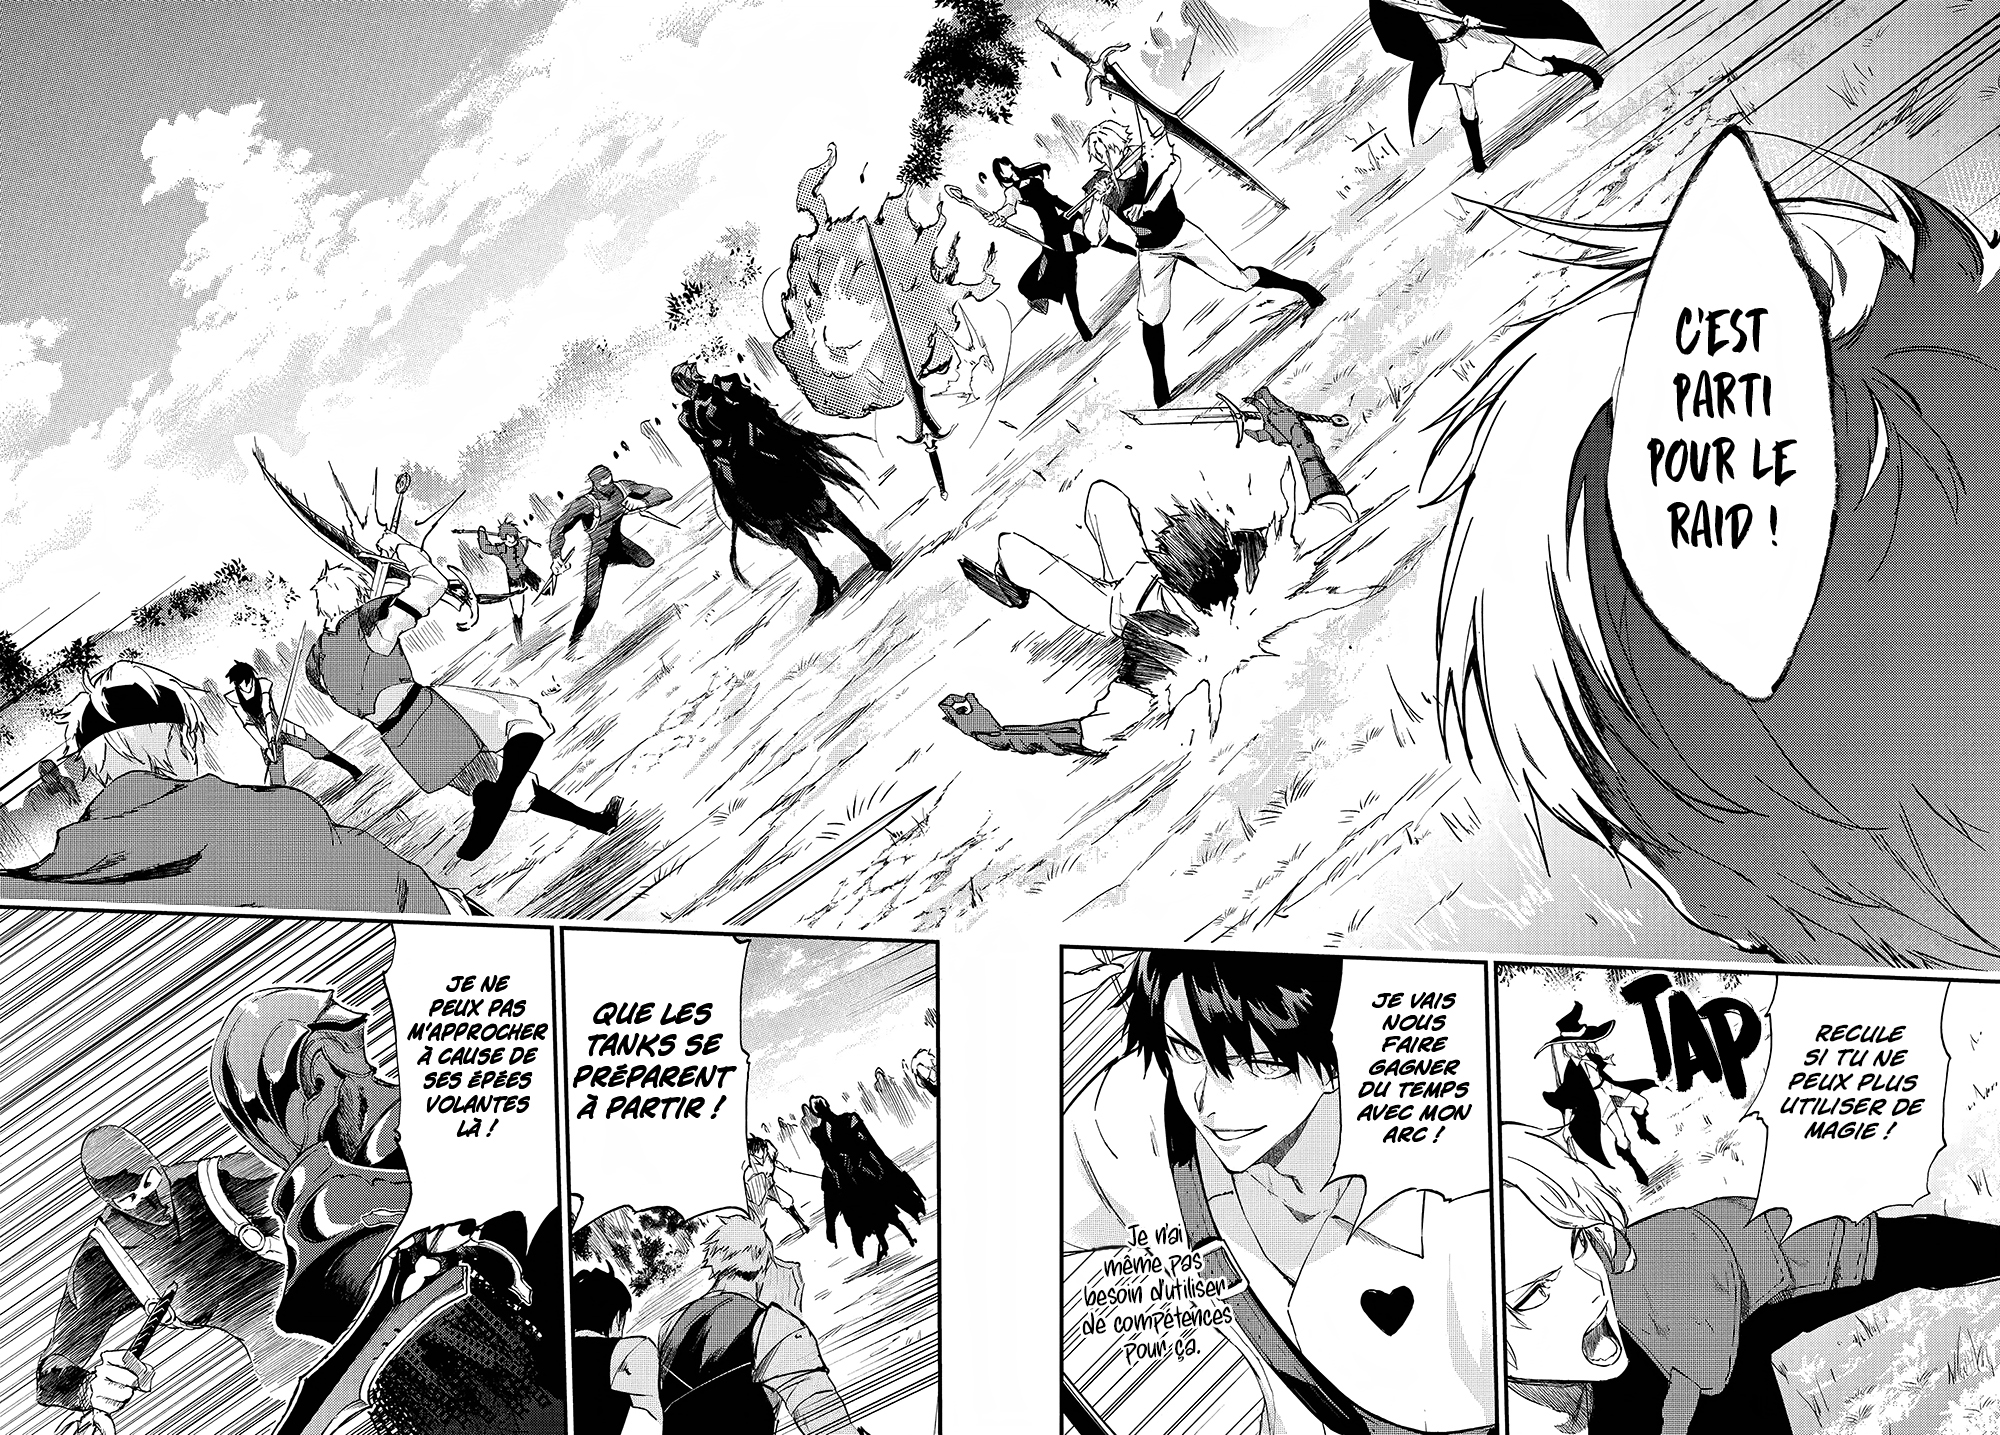 C'EST
PARTI
POUR LE
RAID !
RECULE
SI TU NE
PEUX PLUS
UTILISER DE
MAGIE !
TAP
JE VAIS
NOUS
FAIRE
GAGNER
DU TEMPS
AVEC MON
ARC !
♥
Je n'ai
même pas
besoin d'utiliser
de compétences
pour ça.
QUE LES
TANKS SE
PRÉPARENT
À PARTIR !
JE NE
PEUX PAS
M'APPROCHER
À CAUSE DE
SES ÉPÉES
VOLANTES
LÀ !